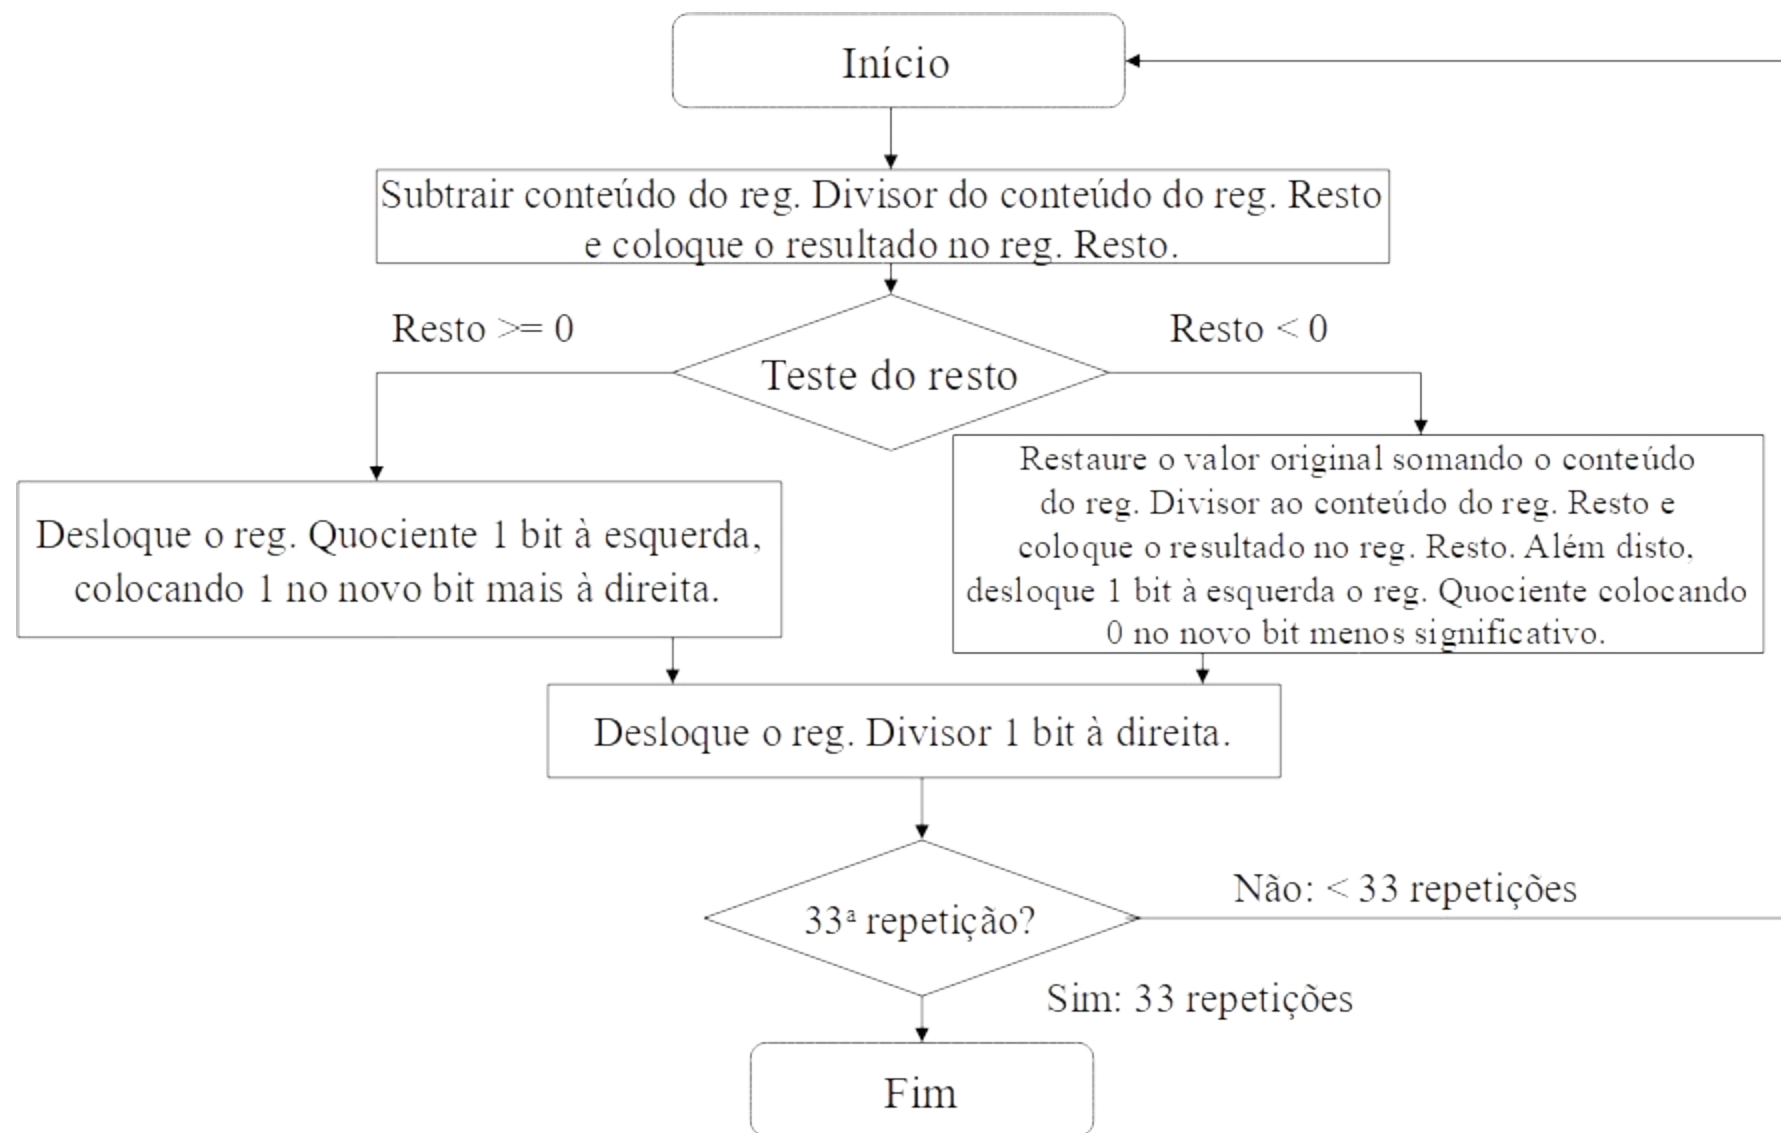 Início
Subtrair conteúdo do reg. Divisor do conteúdo do reg. Resto
e coloque o resultado no reg. Resto.
Resto >= 0
Resto < 0
Teste do resto
Desloque o reg. Quociente 1 bit à esquerda,
colocando 1 no novo bit mais à direita.
Restaure o valor original somando o conteúdo
do reg. Divisor ao conteúdo do reg. Resto e
coloque o resultado no reg. Resto. Além disto,
desloque 1 bit à esquerda o reg. Quociente colocando
0 no novo bit menos significativo.
Desloque o reg. Divisor 1 bit à direita.
33ª repetição?
Não: < 33 repetições
Sim: 33 repetições
Fim